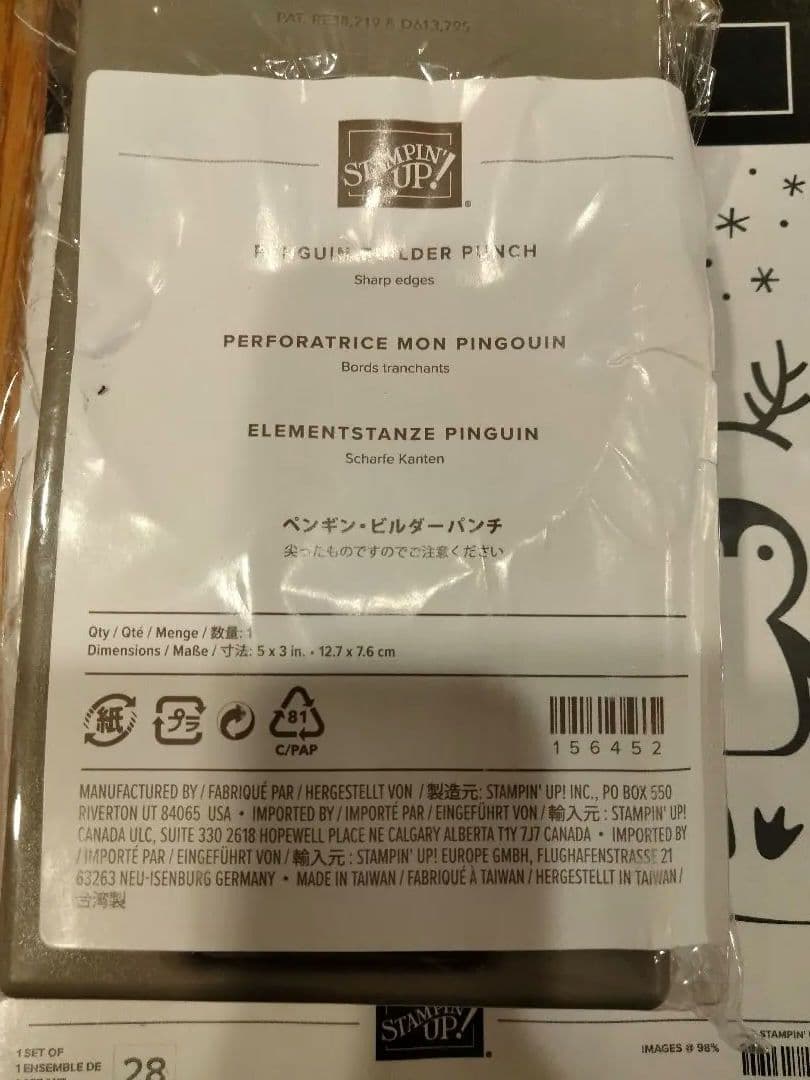 PAT. RE38,219 & D613,795
STAMPIN' UP!®
PENGUIN BUILDER PUNCH
Sharp edges
PERFORATRICE MON PINGOUIN
Bords tranchants
ELEMENTSTANZE PINGUIN
Scharfe Kanten
ペンギン・ビルダーパンチ
尖ったものですのでご注意ください
Qty / Qté / Menge / 数量: 1
Dimensions / Maße / 寸法: 5 x 3 in. • 12.7 x 7.6 cm
紙 プラ 81
C/PAP
156452
MANUFACTURED BY / FABRIQUÉ PAR / HERGESTELLT VON / 製造元: STAMPIN' UP! INC., PO BOX 550
RIVERTON UT 84065 USA • IMPORTED BY / IMPORTÉ PAR / EINGEFÜHRT VON / 輸入元: STAMPIN' UP!
CANADA ULC, SUITE 330 2618 HOPEWELL PLACE NE CALGARY ALBERTA T1Y 7J7 CANADA • IMPORTED BY
/ IMPORTÉ PAR / EINGEFÜHRT VON / 輸入元: STAMPIN' UP! EUROPE GMBH, FLUGHAFENSTRASSE 21
63263 NEU-ISENBURG GERMANY • MADE IN TAIWAN / FABRIQUÉ À TAIWAN / HERGESTELLT IN TAIWAN /
台湾製
STAMPIN' UP!®
1 SET OF
1 ENSEMBLE DE
28
IMAGES @ 98%
STAMPIN'